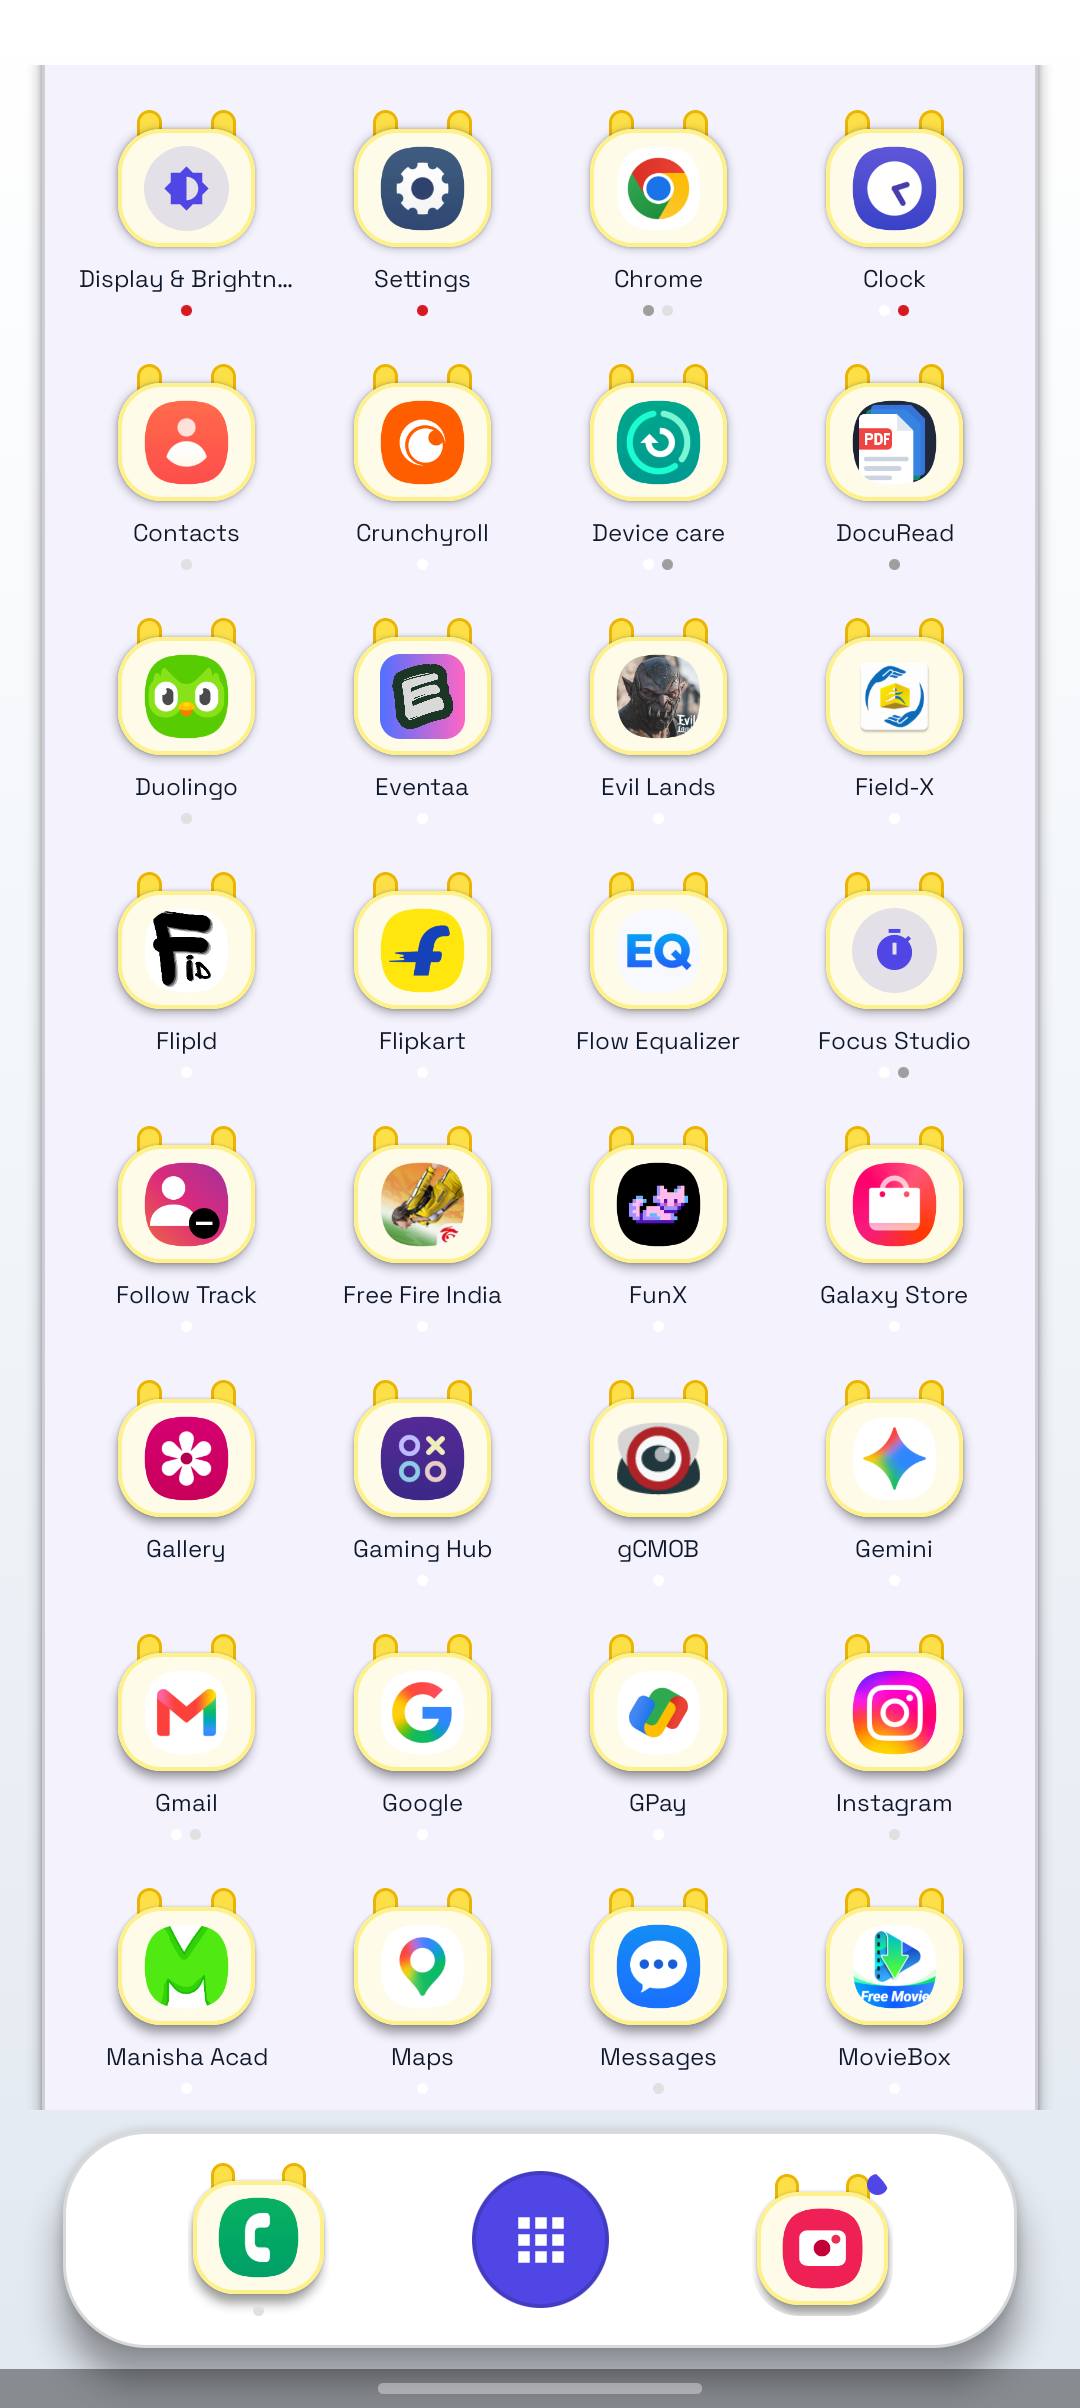 Display & Brightn...
Settings
Chrome
Clock
Contacts
Crunchyroll
Device care
PDF
DocuRead
Duolingo
E
Eventaa
Evil
Evil Lands
Field-X
FiD
FlipId
Flipkart
EQ
Flow Equalizer
Focus Studio
Follow Track
Free Fire India
FunX
Galaxy Store
Gallery
Gaming Hub
gCMOB
Gemini
Gmail
Google
GPay
Instagram
Manisha Acad
Maps
Messages
Free Movie
MovieBox